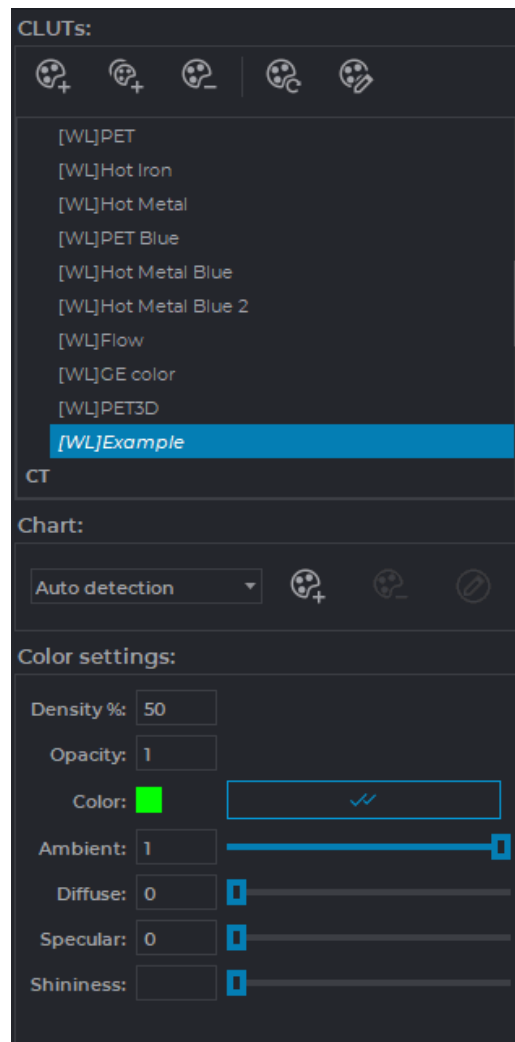 CLUTs:
[WL]PET
[WL]Hot Iron
[WL]Hot Metal
[WL]PET Blue
[WL]Hot Metal Blue
[WL]Hot Metal Blue 2
[WL]Flow
[WL]GE color
[WL]PET3D
[WL]Example
CT
Chart:
Auto detection
Color settings:
Density %: 50
Opacity: 1
Color:
Ambient: 1
Diffuse: 0
Specular: 0
Shininess: